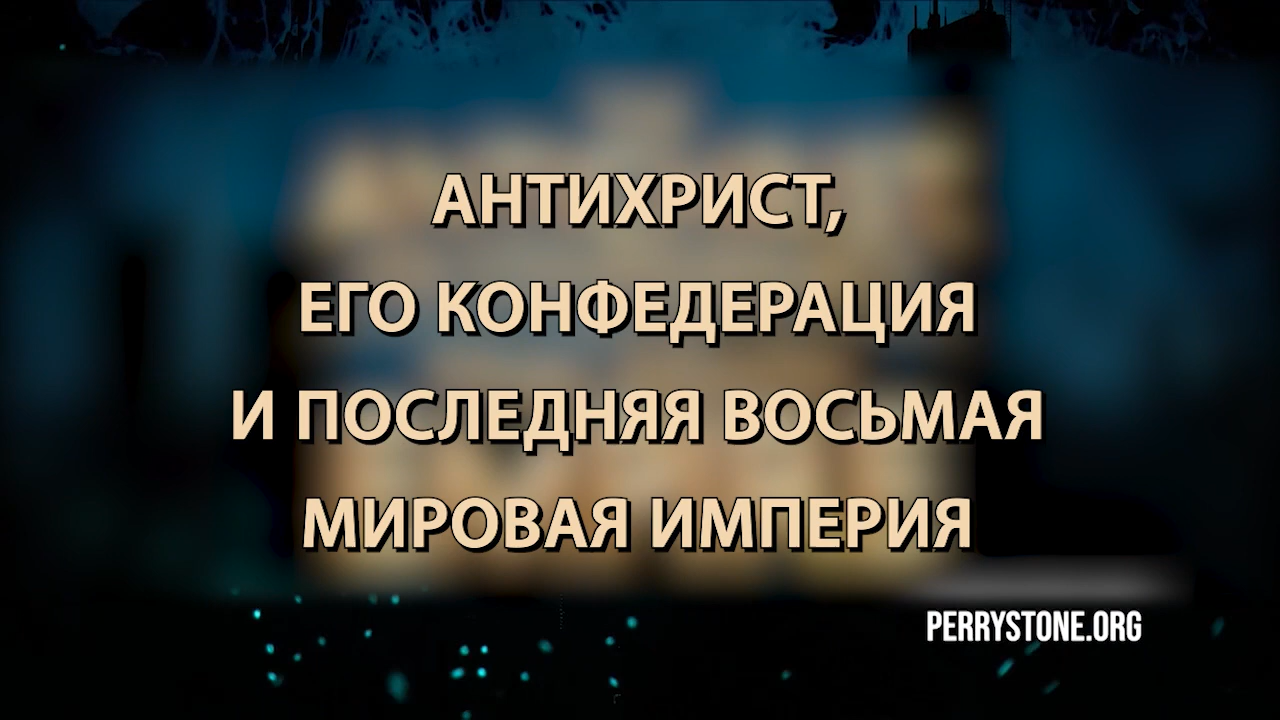 АНТИХРИСТ,
ЕГО КОНФЕДЕРАЦИЯ
И ПОСЛЕДНЯЯ ВОСЬМАЯ
МИРОВАЯ ИМПЕРИЯ
PERRYSTONE.ORG